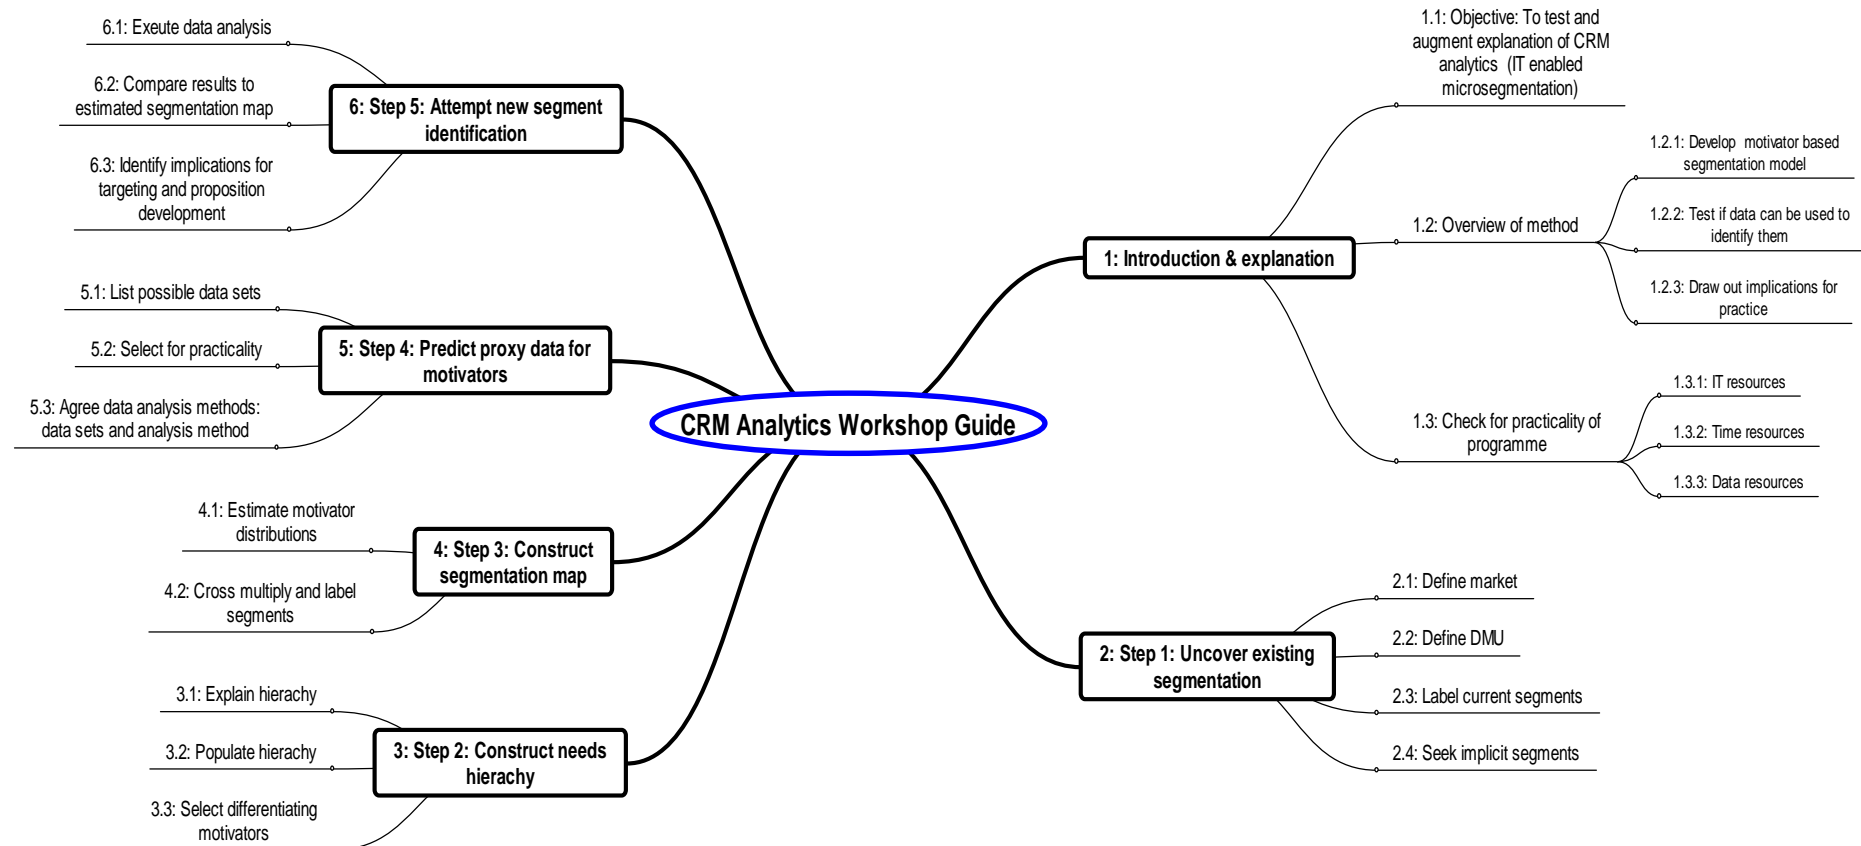 CRM Analytics Workshop Guide
1: Introduction & explanation
1.1: Objective: To test and
augment explanation of CRM
analytics (IT enabled
microsegmentation)
1.2: Overview of method
1.2.1: Develop motivator based
segmentation model
1.2.2: Test if data can be used to
identify them
1.2.3: Draw out implications for
practice
1.3: Check for practicality of
programme
1.3.1: IT resources
1.3.2: Time resources
1.3.3: Data resources
2: Step 1: Uncover existing
segmentation
2.1: Define market
2.2: Define DMU
2.3: Label current segments
2.4: Seek implicit segments
3: Step 2: Construct needs
hierachy
3.1: Explain hierachy
3.2: Populate hierachy
3.3: Select differentiating
motivators
4: Step 3: Construct
segmentation map
4.1: Estimate motivator
distributions
4.2: Cross multiply and label
segments
5: Step 4: Predict proxy data for
motivators
5.1: List possible data sets
5.2: Select for practicality
5.3: Agree data analysis methods:
data sets and analysis method
6: Step 5: Attempt new segment
identification
6.1: Exeute data analysis
6.2: Compare results to
estimated segmentation map
6.3: Identify implications for
targeting and proposition
development